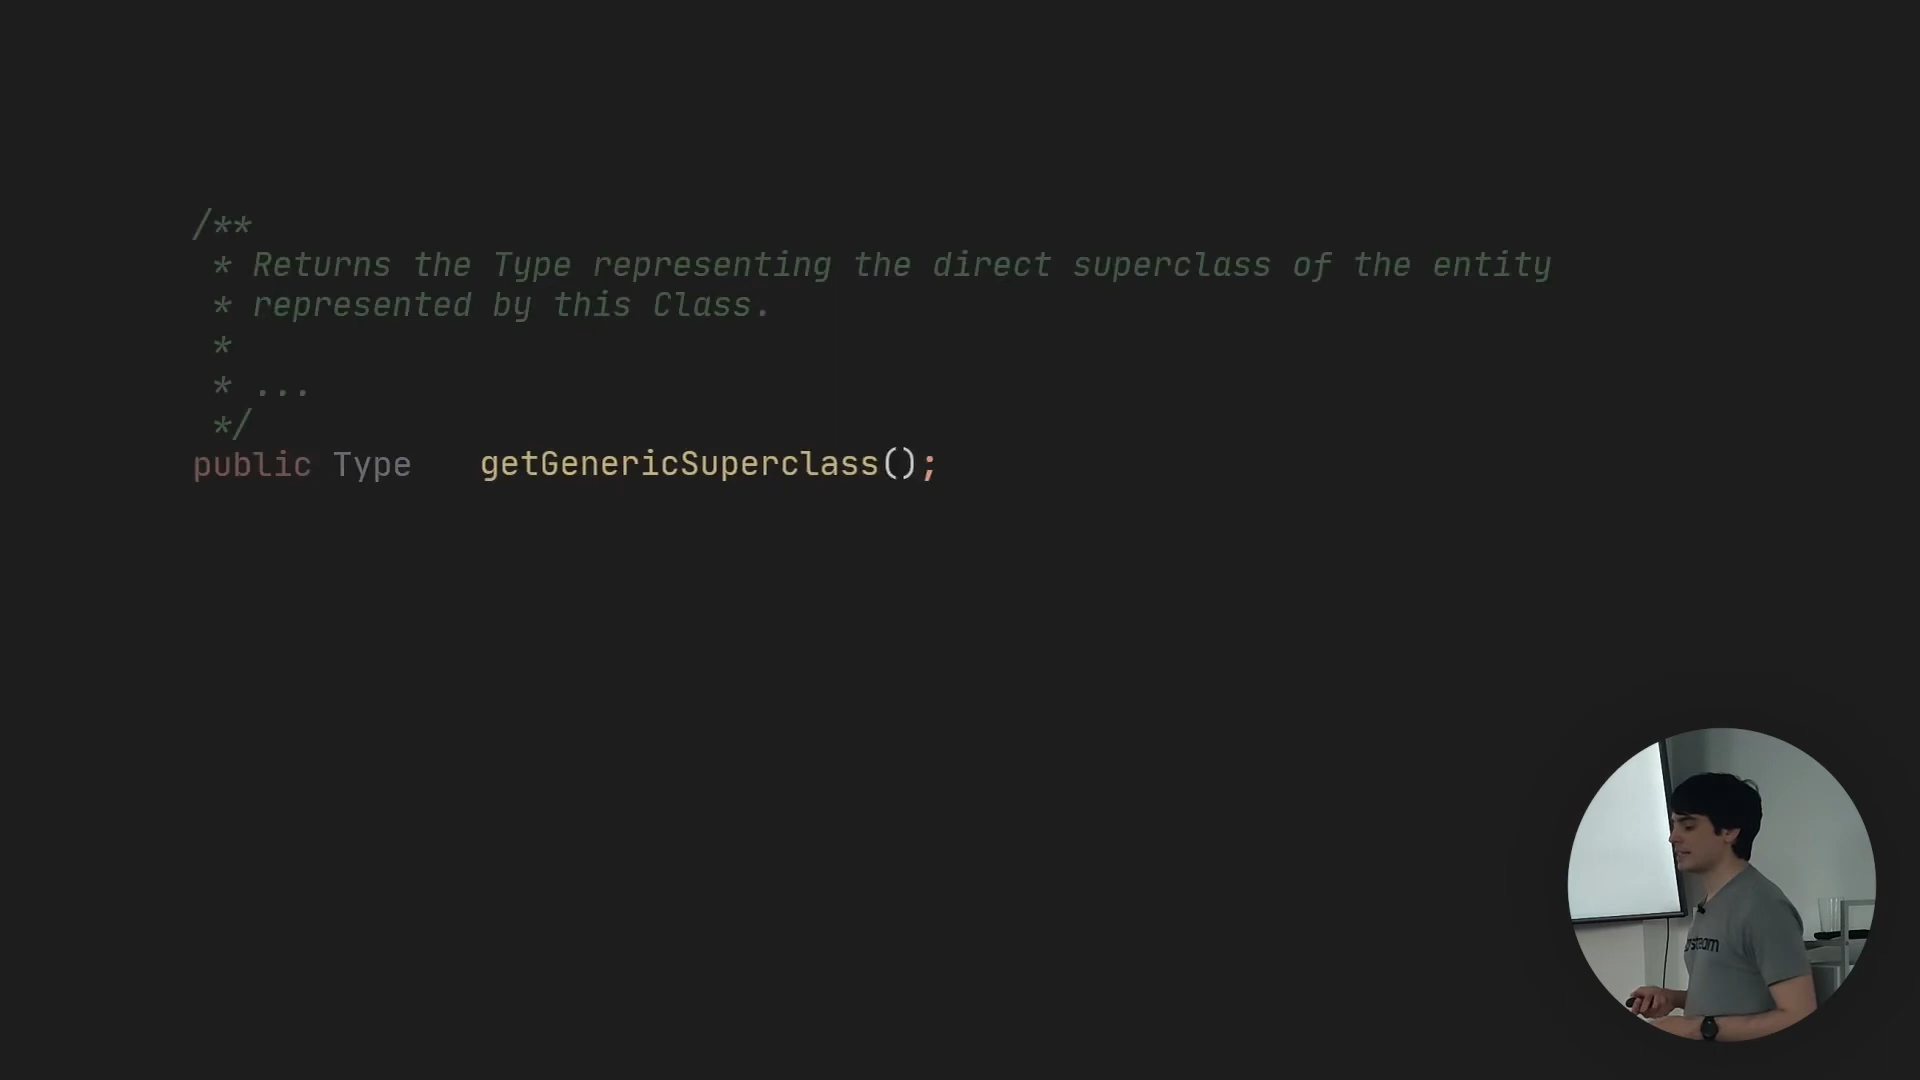 /**
 * Returns the Type representing the direct superclass of the entity
 * represented by this Class.
 *
 * ...
 */
public Type getGenericSuperclass();